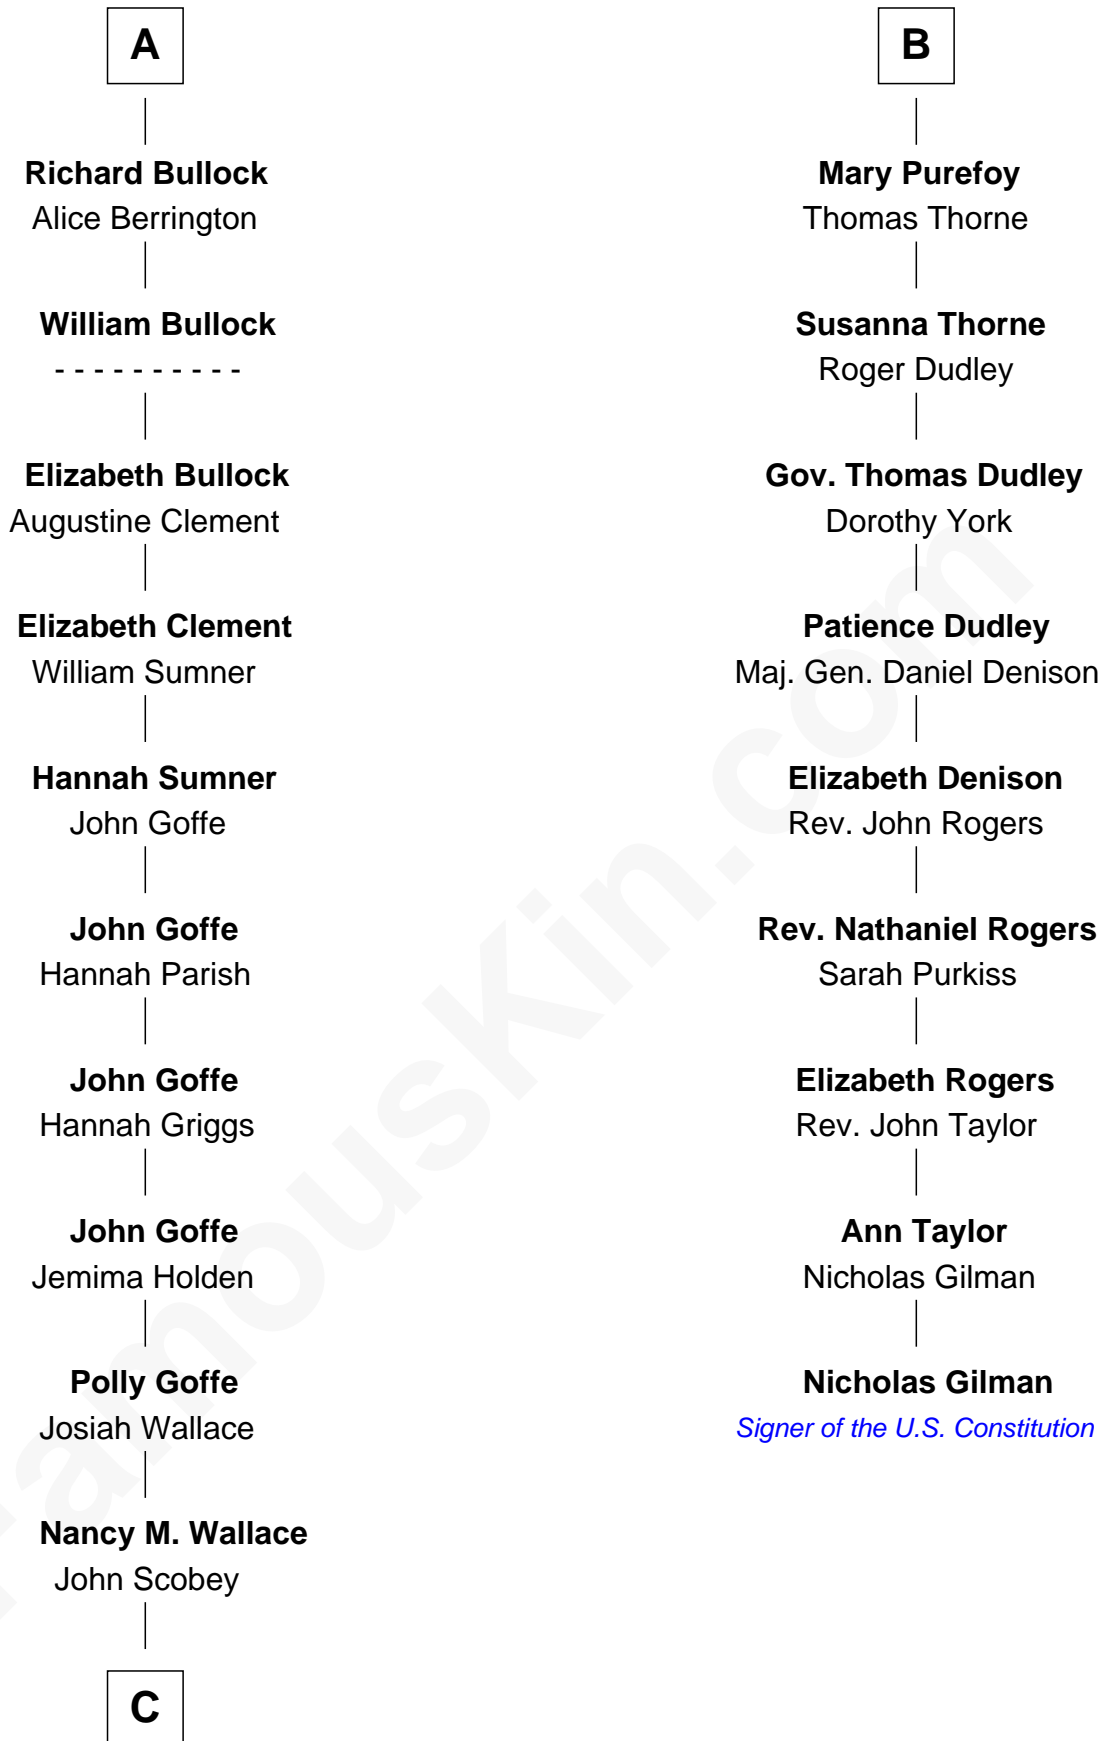 A
Richard Bullock
Alice Berrington
William Bullock
- - - - - - - - - -
Elizabeth Bullock
Augustine Clement
Elizabeth Clement
William Sumner
Hannah Sumner
John Goffe
John Goffe
Hannah Parish
John Goffe
Hannah Griggs
John Goffe
Jemima Holden
Polly Goffe
Josiah Wallace
Nancy M. Wallace
John Scobey
C
B
Mary Purefoy
Thomas Thorne
Susanna Thorne
Roger Dudley
Gov. Thomas Dudley
Dorothy York
Patience Dudley
Maj. Gen. Daniel Denison
Elizabeth Denison
Rev. John Rogers
Rev. Nathaniel Rogers
Sarah Purkiss
Elizabeth Rogers
Rev. John Taylor
Ann Taylor
Nicholas Gilman
Nicholas Gilman
Signer of the U.S. Constitution
FamousKin.com